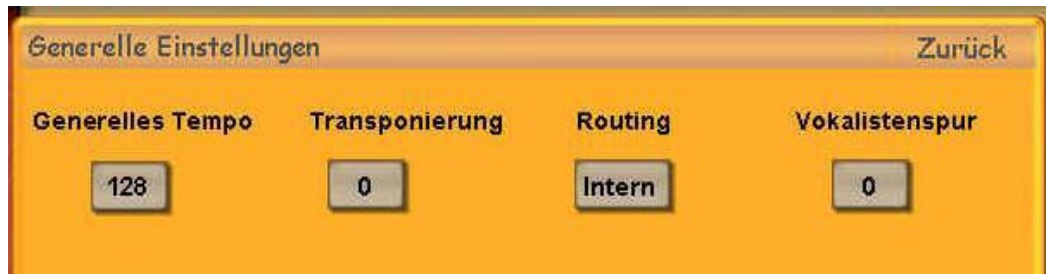 Generelle Einstellungen Zurück
Generelles Tempo Transponierung Routing Vokalistenspur
128 0 Intern 0